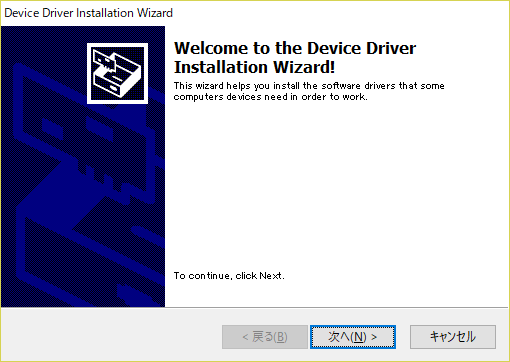 Device Driver Installation Wizard
Welcome to the Device Driver
Installation Wizard!
This wizard helps you install the software drivers that some
computers devices need in order to work.
To continue, click Next.
< 戻る(B)
次へ(N) >
キャンセル